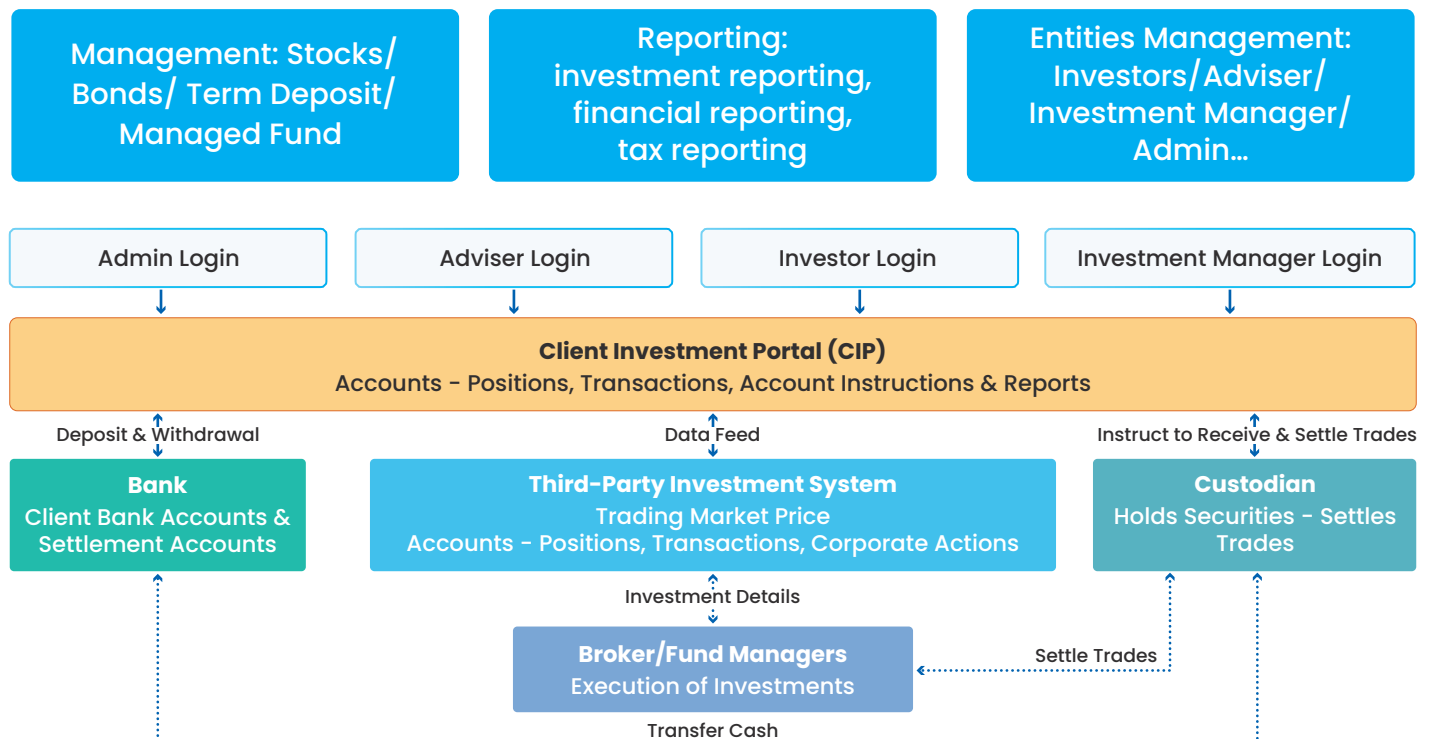 Management: Stocks/
Bonds/ Term Deposit/
Managed Fund
Reporting:
investment reporting,
financial reporting,
tax reporting
Entities Management:
Investors/Adviser/
Investment Manager/
Admin...
Admin Login
Adviser Login
Investor Login
Investment Manager Login
Client Investment Portal (CIP)
Accounts - Positions, Transactions, Account Instructions & Reports
Deposit & Withdrawal
Data Feed
Instruct to Receive & Settle Trades
Bank
Client Bank Accounts &
Settlement Accounts
Third-Party Investment System
Trading Market Price
Accounts - Positions, Transactions, Corporate Actions
Custodian
Holds Securities - Settles
Trades
Investment Details
Broker/Fund Managers
Execution of Investments
Settle Trades
Transfer Cash